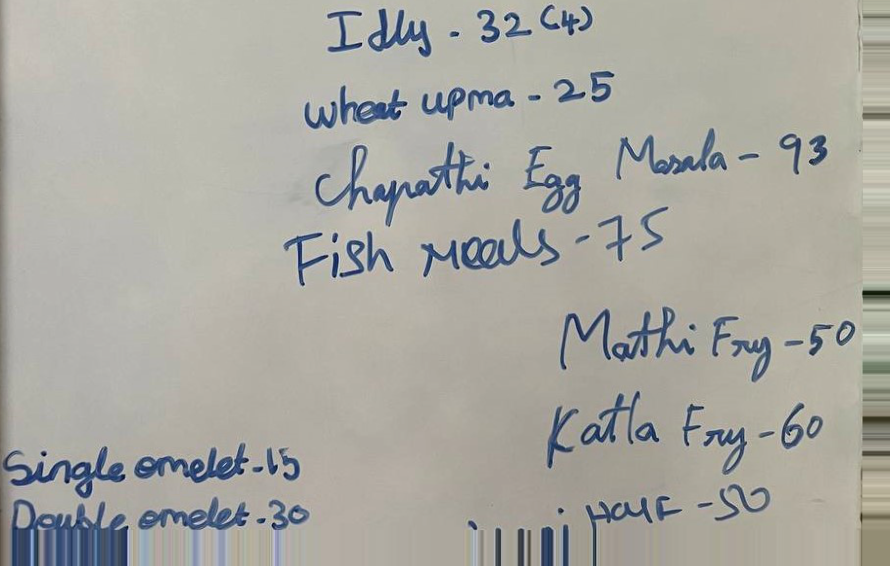 Idly - 32 (4)
wheat upma - 25
Chapathi Egg Masala - 93
Fish meals - 75
Mathi Fry - 50
Katla Fry - 60
Single omelet - 15
Double omelet - 30
Half - 50